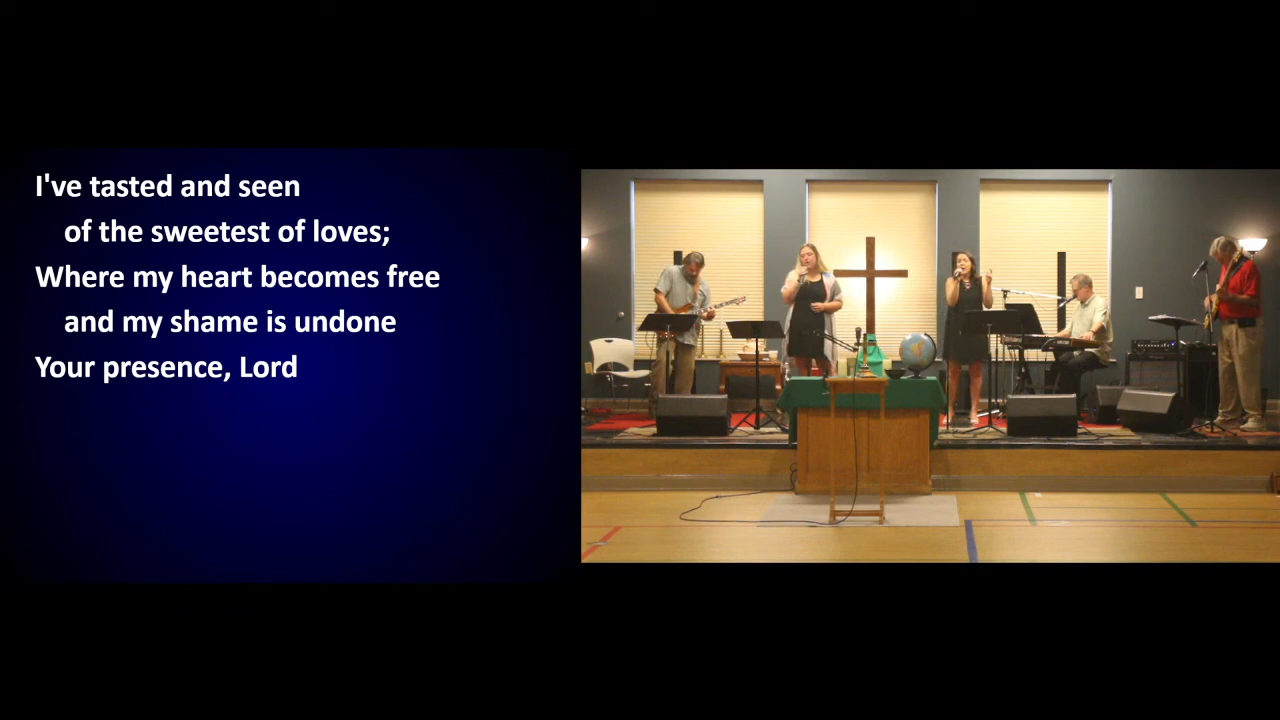 I've tasted and seen
of the sweetest of loves;
Where my heart becomes free
and my shame is undone
Your presence, Lord